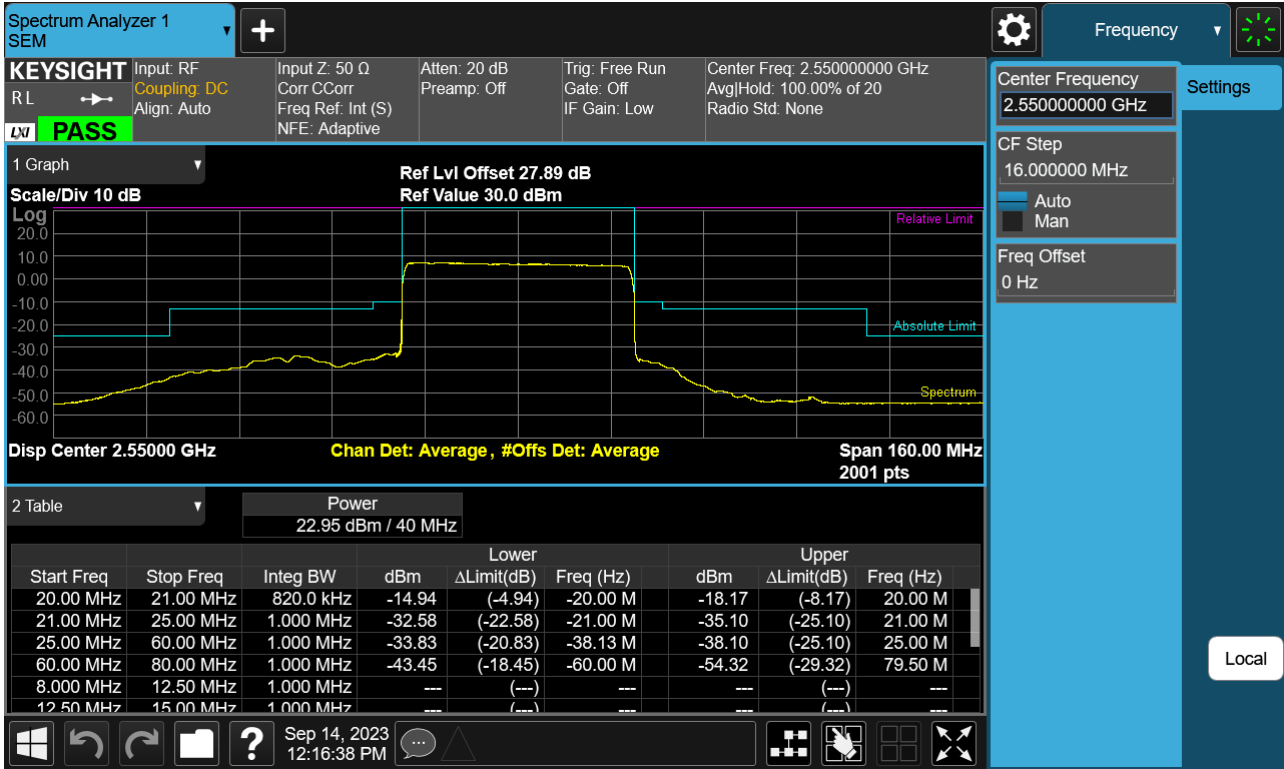 Spectrum Analyzer 1
SEM
▼
+
Frequency
▼
KEYSIGHT
R L
LXI
PASS
Input: RF
Coupling: DC
Align: Auto
Input Z: 50 Ω
Corr CCorr
Freq Ref: Int (S)
NFE: Adaptive
Atten: 20 dB
Preamp: Off
Trig: Free Run
Gate: Off
IF Gain: Low
Center Freq: 2.550000000 GHz
Avg|Hold: 100.00% of 20
Radio Std: None
Center Frequency
2.550000000 GHz
Settings
CF Step
16.000000 MHz
Auto
Man
Freq Offset
0 Hz
1 Graph ▼
Ref Lvl Offset 27.89 dB
Scale/Div 10 dB Ref Value 30.0 dBm
Log
Relative Limit
20.0
10.0
0.00
-10.0
-20.0
Absolute Limit
-30.0
-40.0
-50.0
Spectrum
-60.0
Disp Center 2.55000 GHz Chan Det: Average , #Offs Det: Average Span 160.00 MHz
2001 pts
2 Table ▼
Power
22.95 dBm / 40 MHz
Lower Upper
Start Freq Stop Freq Integ BW dBm ΔLimit(dB) Freq (Hz) dBm ΔLimit(dB) Freq (Hz)
20.00 MHz 21.00 MHz 820.0 kHz -14.94 (-4.94) -20.00 M -18.17 (-8.17) 20.00 M
21.00 MHz 25.00 MHz 1.000 MHz -32.58 (-22.58) -21.00 M -35.10 (-25.10) 21.00 M
25.00 MHz 60.00 MHz 1.000 MHz -33.83 (-20.83) -38.13 M -38.10 (-25.10) 25.00 M
60.00 MHz 80.00 MHz 1.000 MHz -43.45 (-18.45) -60.00 M -54.32 (-29.32) 79.50 M
8.000 MHz 12.50 MHz 1.000 MHz --- (---) --- --- (---) ---
12.50 MHz 15.00 MHz 1.000 MHz --- (---) --- --- (---) ---
Local
?
Sep 14, 2023
12:16:38 PM